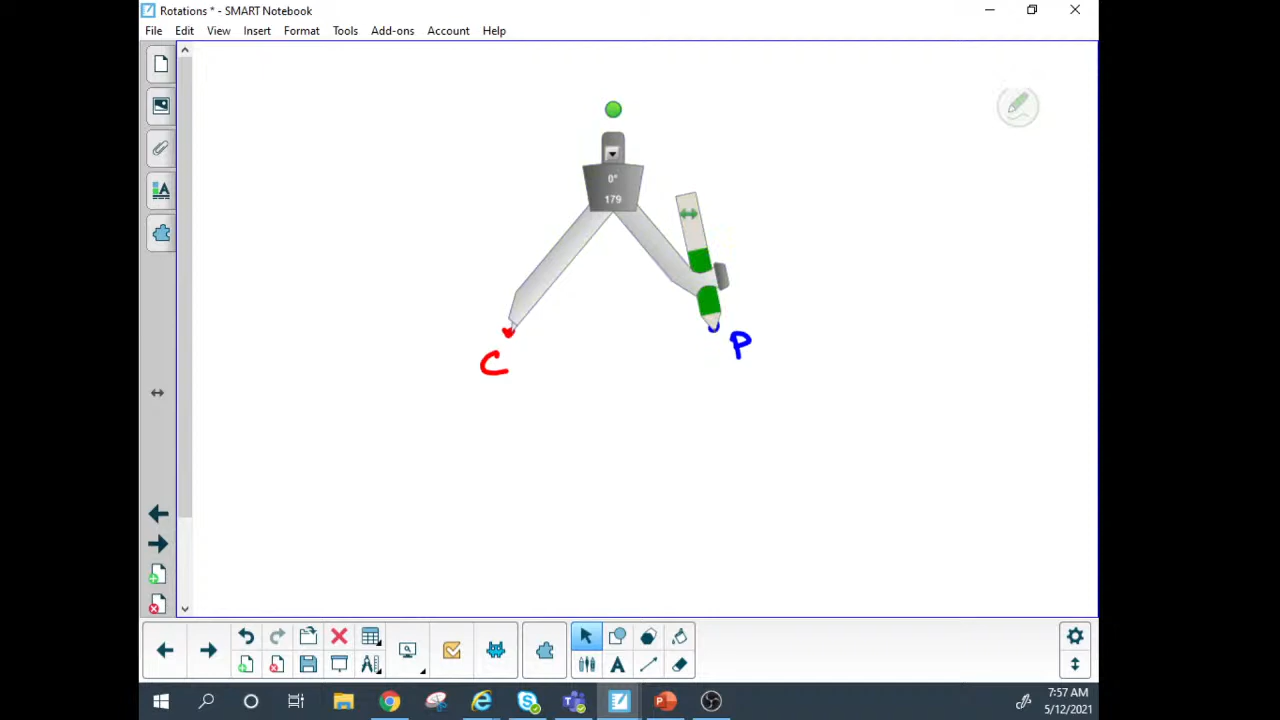 Rotations * - SMART Notebook
File Edit View Insert Format Tools Add-ons Account Help
0°
179
C
P
A
7:57 AM
5/12/2021